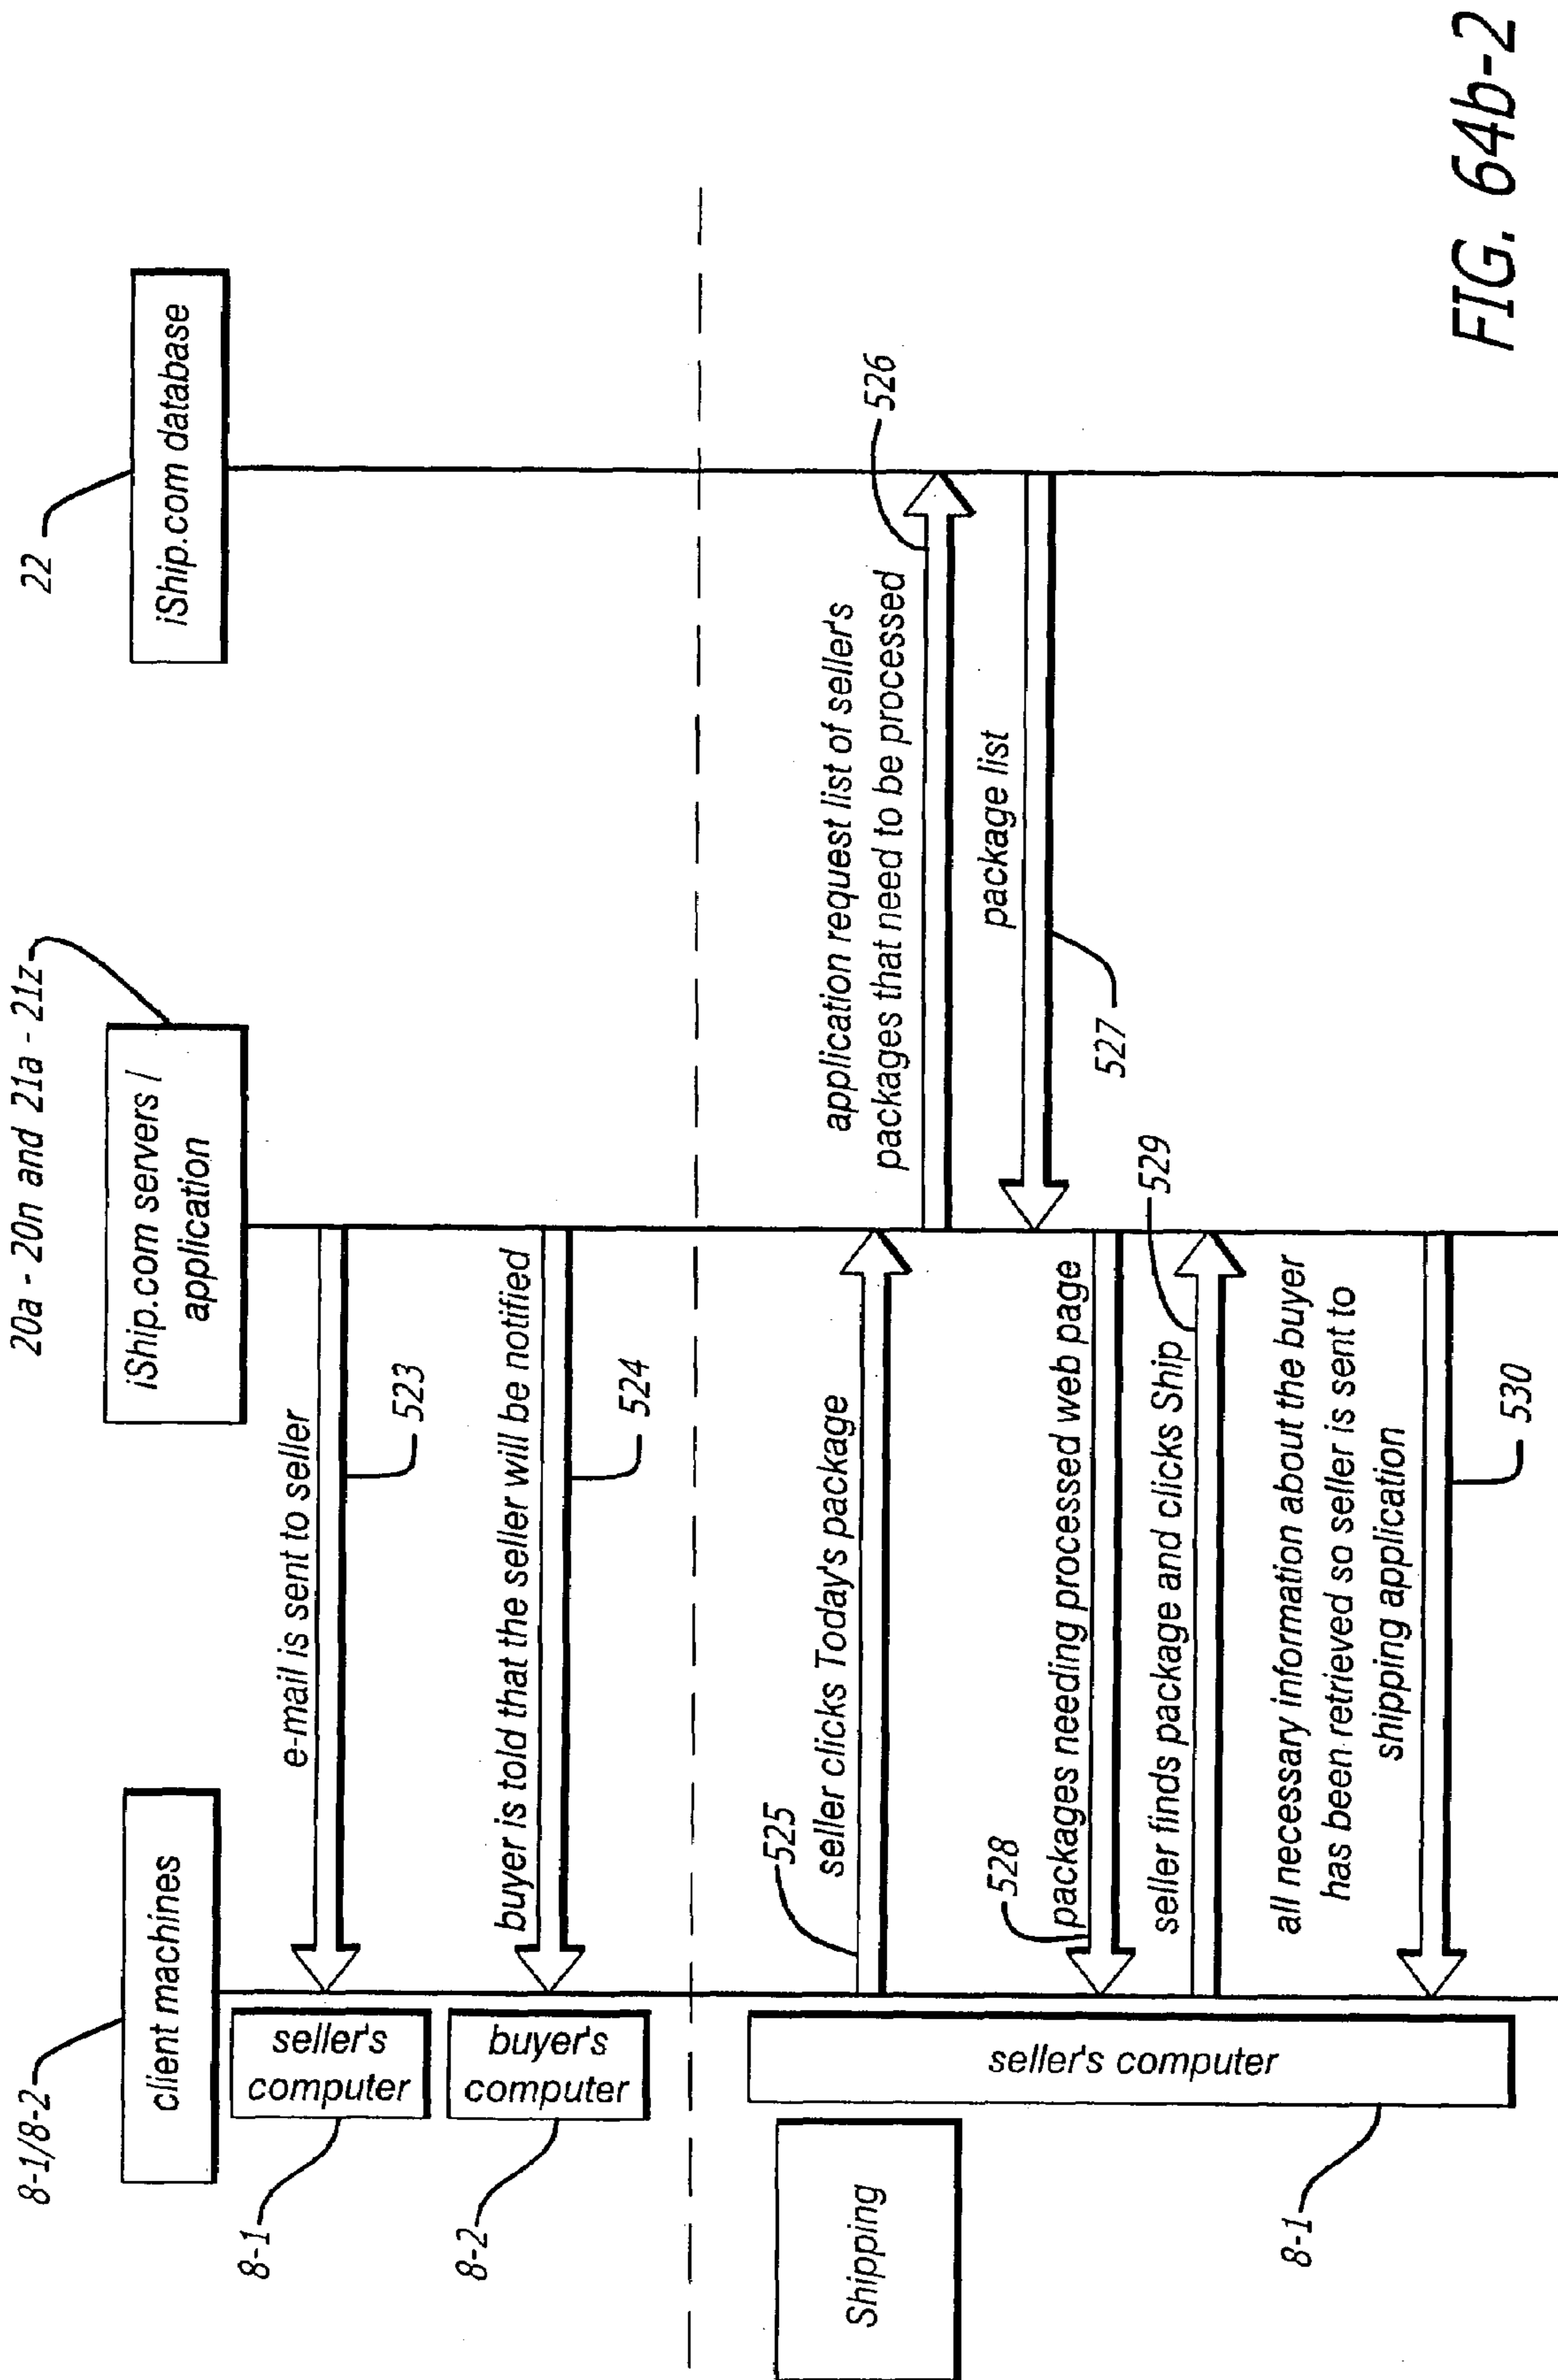 8-1/8-2
client machines
20a - 20n and 21a - 21z
iShip.com servers /
application
22
iShip.com database
8-1
seller's
computer
e-mail is sent to seller
523
8-2
buyer's
computer
buyer is told that the seller will be notified
524
Shipping
seller's computer
8-1
525
seller clicks Today's package
application request list of seller's
packages that need to be processed
526
package list
527
528
packages needing processed web page
seller finds package and clicks Ship
529
all necessary information about the buyer
has been retrieved so seller is sent to
shipping application
530
FIG. 64b-2